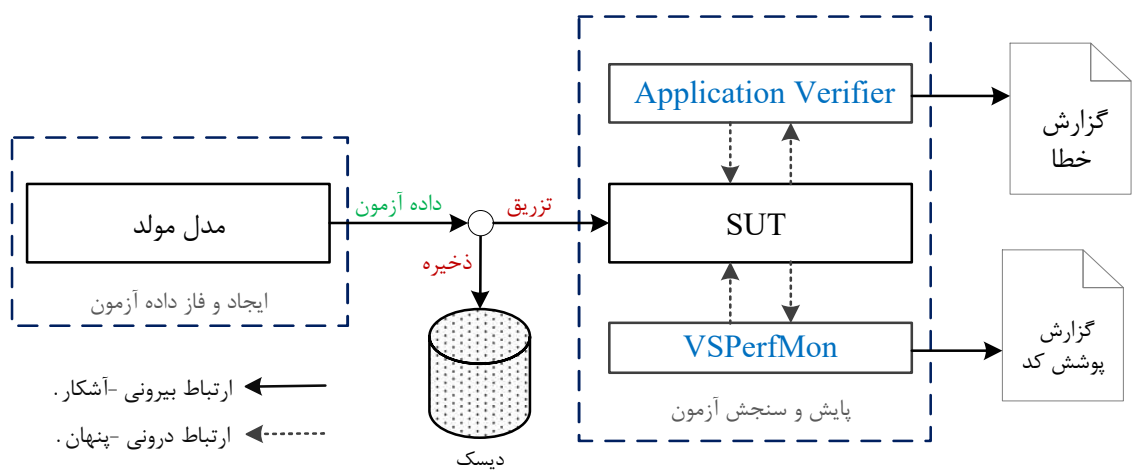 Application Verifier
گزارش
خطا
مدل مولد
داده آزمون
تزریق
SUT
ذخیره
ایجاد و فاز داده آزمون
VSPerfMon
گزارش
پوشش کد
ارتباط بیرونی -آشکار .
پایش و سنجش آزمون
ارتباط درونی -پنهان .
دیسک